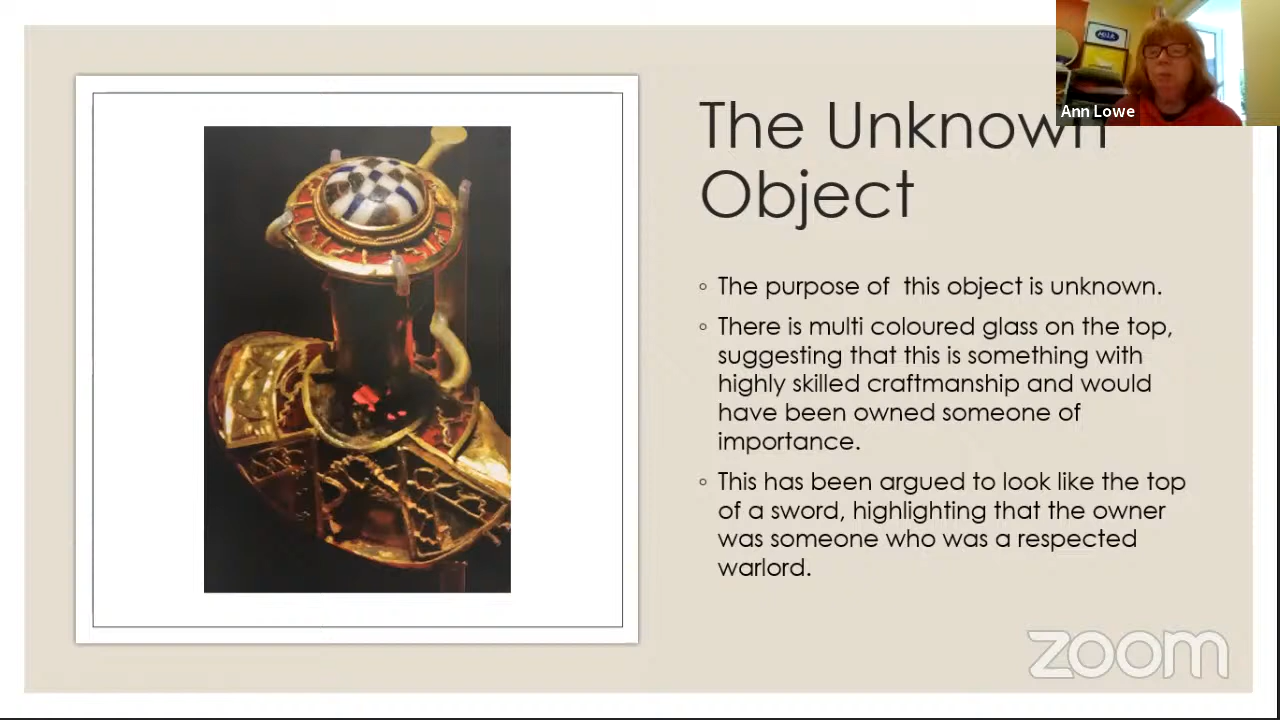 MILK
Ann Lowe
The Unknown
Object
◦ The purpose of  this object is unknown.
◦ There is multi coloured glass on the top,
suggesting that this is something with
highly skilled craftmanship and would
have been owned someone of
importance.
◦ This has been argued to look like the top
of a sword, highlighting that the owner
was someone who was a respected
warlord.
zoom